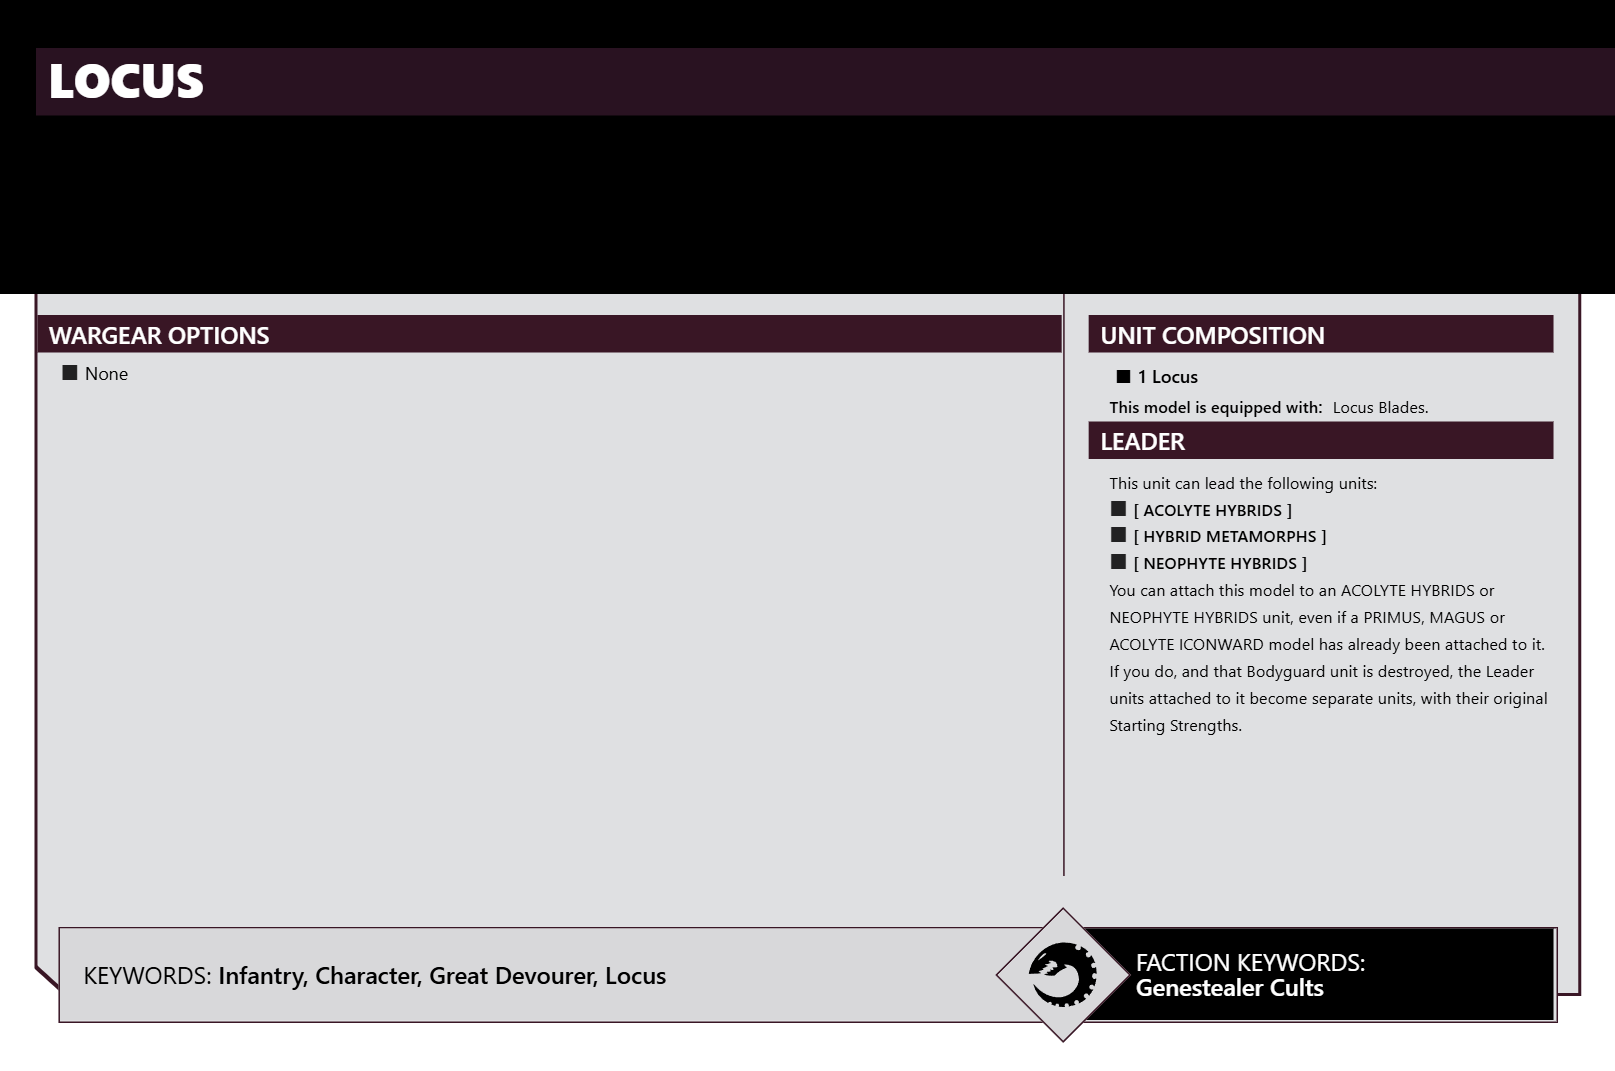 LOCUS
WARGEAR OPTIONS
■ None
UNIT COMPOSITION
■ 1 Locus
This model is equipped with: Locus Blades.
LEADER
This unit can lead the following units:
■ [ ACOLYTE HYBRIDS ]
■ [ HYBRID METAMORPHS ]
■ [ NEOPHYTE HYBRIDS ]
You can attach this model to an ACOLYTE HYBRIDS or
NEOPHYTE HYBRIDS unit, even if a PRIMUS, MAGUS or
ACOLYTE ICONWARD model has already been attached to it.
If you do, and that Bodyguard unit is destroyed, the Leader
units attached to it become separate units, with their original
Starting Strengths.
KEYWORDS: Infantry, Character, Great Devourer, Locus
FACTION KEYWORDS:
Genestealer Cults